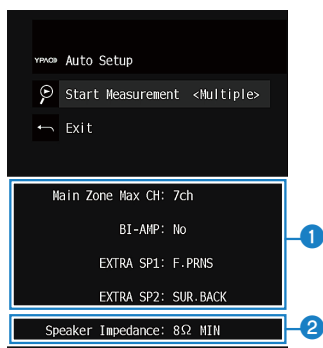 YPAO Auto Setup
Start Measurement <Multiple>
Exit
Main Zone Max CH: 7ch
1
BI-AMP: No
EXTRA SP1: F.PRNS
EXTRA SP2: SUR.BACK
Speaker Impedance: 8Ω MIN
2